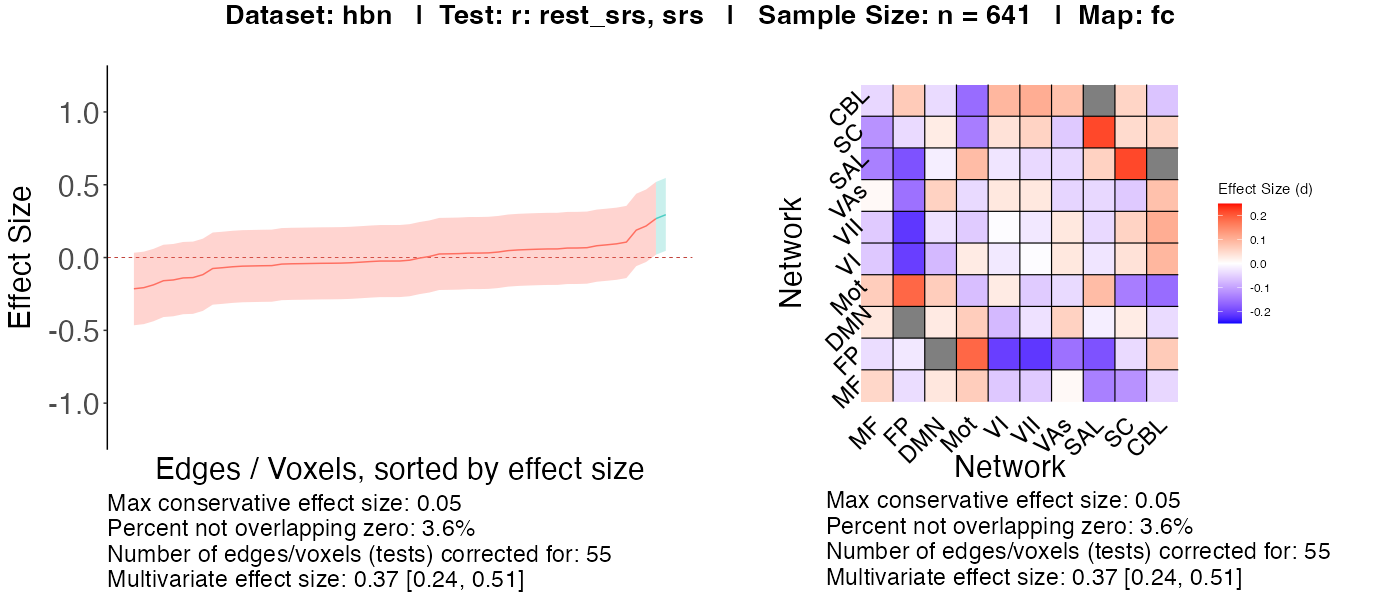 Dataset: hbn | Test: r: rest_srs, srs | Sample Size: n = 641 | Map: fc
Effect Size
1.0
0.5
0.0
-0.5
-1.0
Edges / Voxels, sorted by effect size
Max conservative effect size: 0.05
Percent not overlapping zero: 3.6%
Number of edges/voxels (tests) corrected for: 55
Multivariate effect size: 0.37 [0.24, 0.51]
Network
CBL
SC
SAL
VAs
VII
VI
Mot
DMN
FP
MF
MF
FP
DMN
Mot
VI
VII
VAs
SAL
SC
CBL
Network
Effect Size (d)
0.2
0.1
0.0
-0.1
-0.2
Max conservative effect size: 0.05
Percent not overlapping zero: 3.6%
Number of edges/voxels (tests) corrected for: 55
Multivariate effect size: 0.37 [0.24, 0.51]